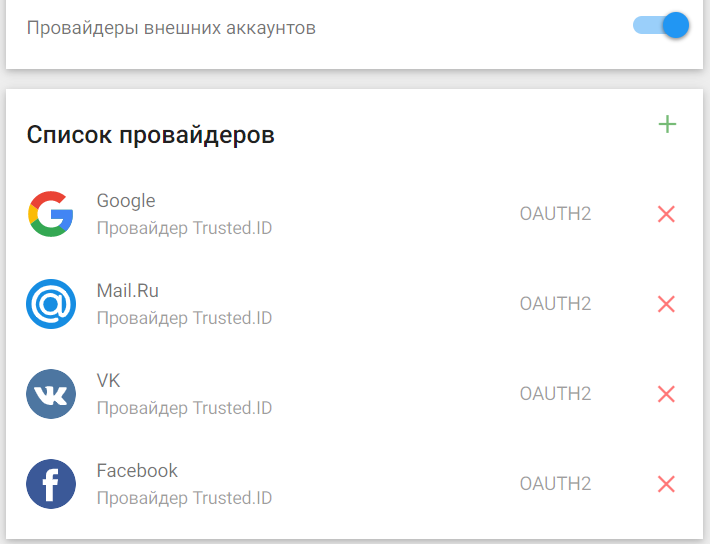 Провайдеры внешних аккаунтов
Список провайдеров
Google
Провайдер Trusted.ID
OAUTH2
Mail.Ru
Провайдер Trusted.ID
OAUTH2
VK
Провайдер Trusted.ID
OAUTH2
Facebook
Провайдер Trusted.ID
OAUTH2